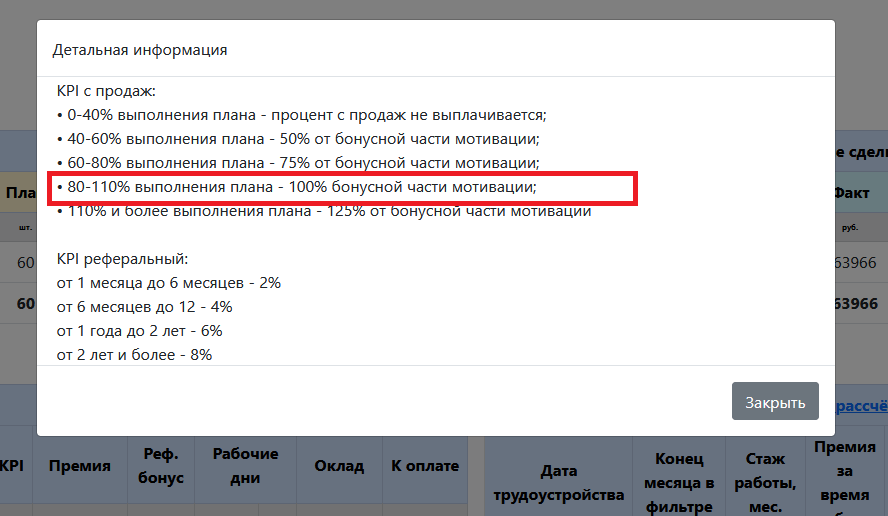 Детальная информация
KPI с продаж:
• 0-40% выполнения плана - процент с продаж не выплачивается;
• 40-60% выполнения плана - 50% от бонусной части мотивации;
• 60-80% выполнения плана - 75% от бонусной части мотивации;
• 80-110% выполнения плана - 100% бонусной части мотивации;
• 110% и более выполнения плана - 125% от бонусной части мотивации
KPI реферальный:
от 1 месяца до 6 месяцев - 2%
от 6 месяцев до 12 - 4%
от 1 года до 2 лет - 6%
от 2 лет и более - 8%
Закрыть
е сдел
Пла
Факт
шт.
руб.
60
63966
60
63966
рассчё
KPI
Премия
Реф. бонус
Рабочие дни
Оклад
К оплате
Дата трудоустройства
Конец месяца в фильтре
Стаж работы, мес.
Премия за время